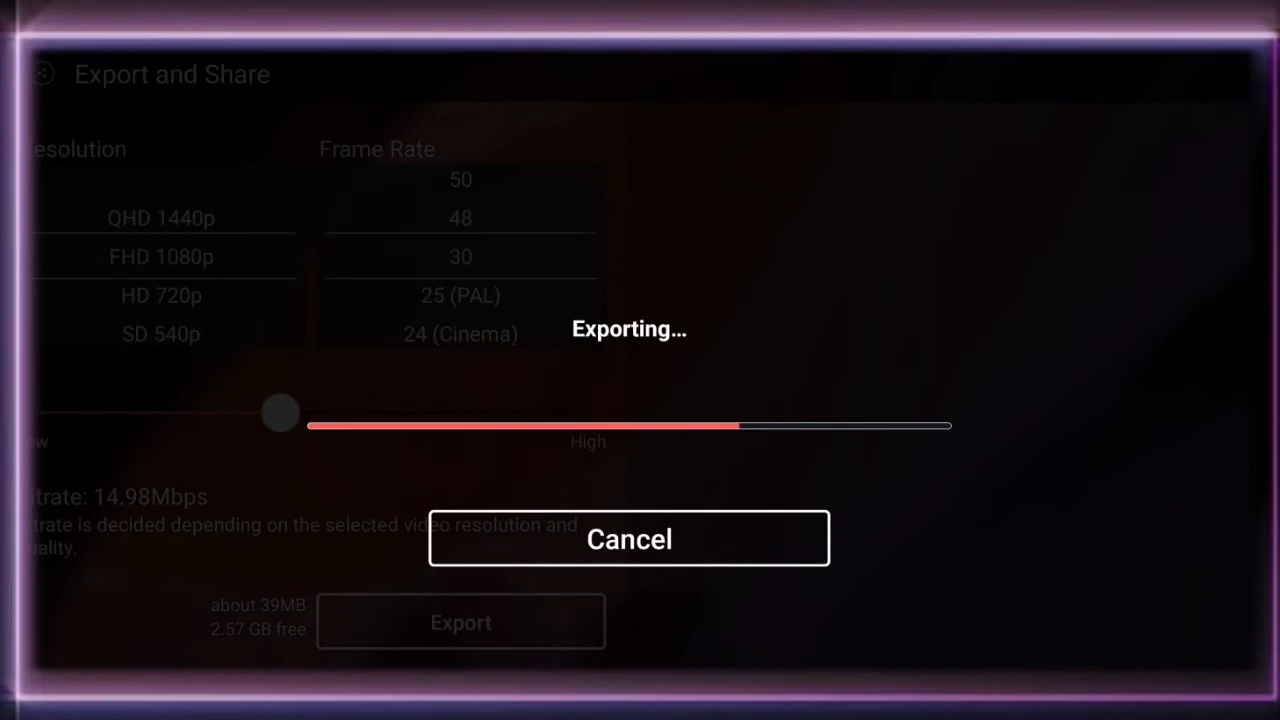 Export and Share
esolution
Frame Rate
50
QHD 1440p
48
FHD 1080p
30
HD 720p
25 (PAL)
SD 540p
24 (Cinema)
Exporting...
High
itrate: 14.98Mbps
trate is decided depending on the selected video resolution and
uality.
Cancel
about 39MB
2.57 GB free
Export